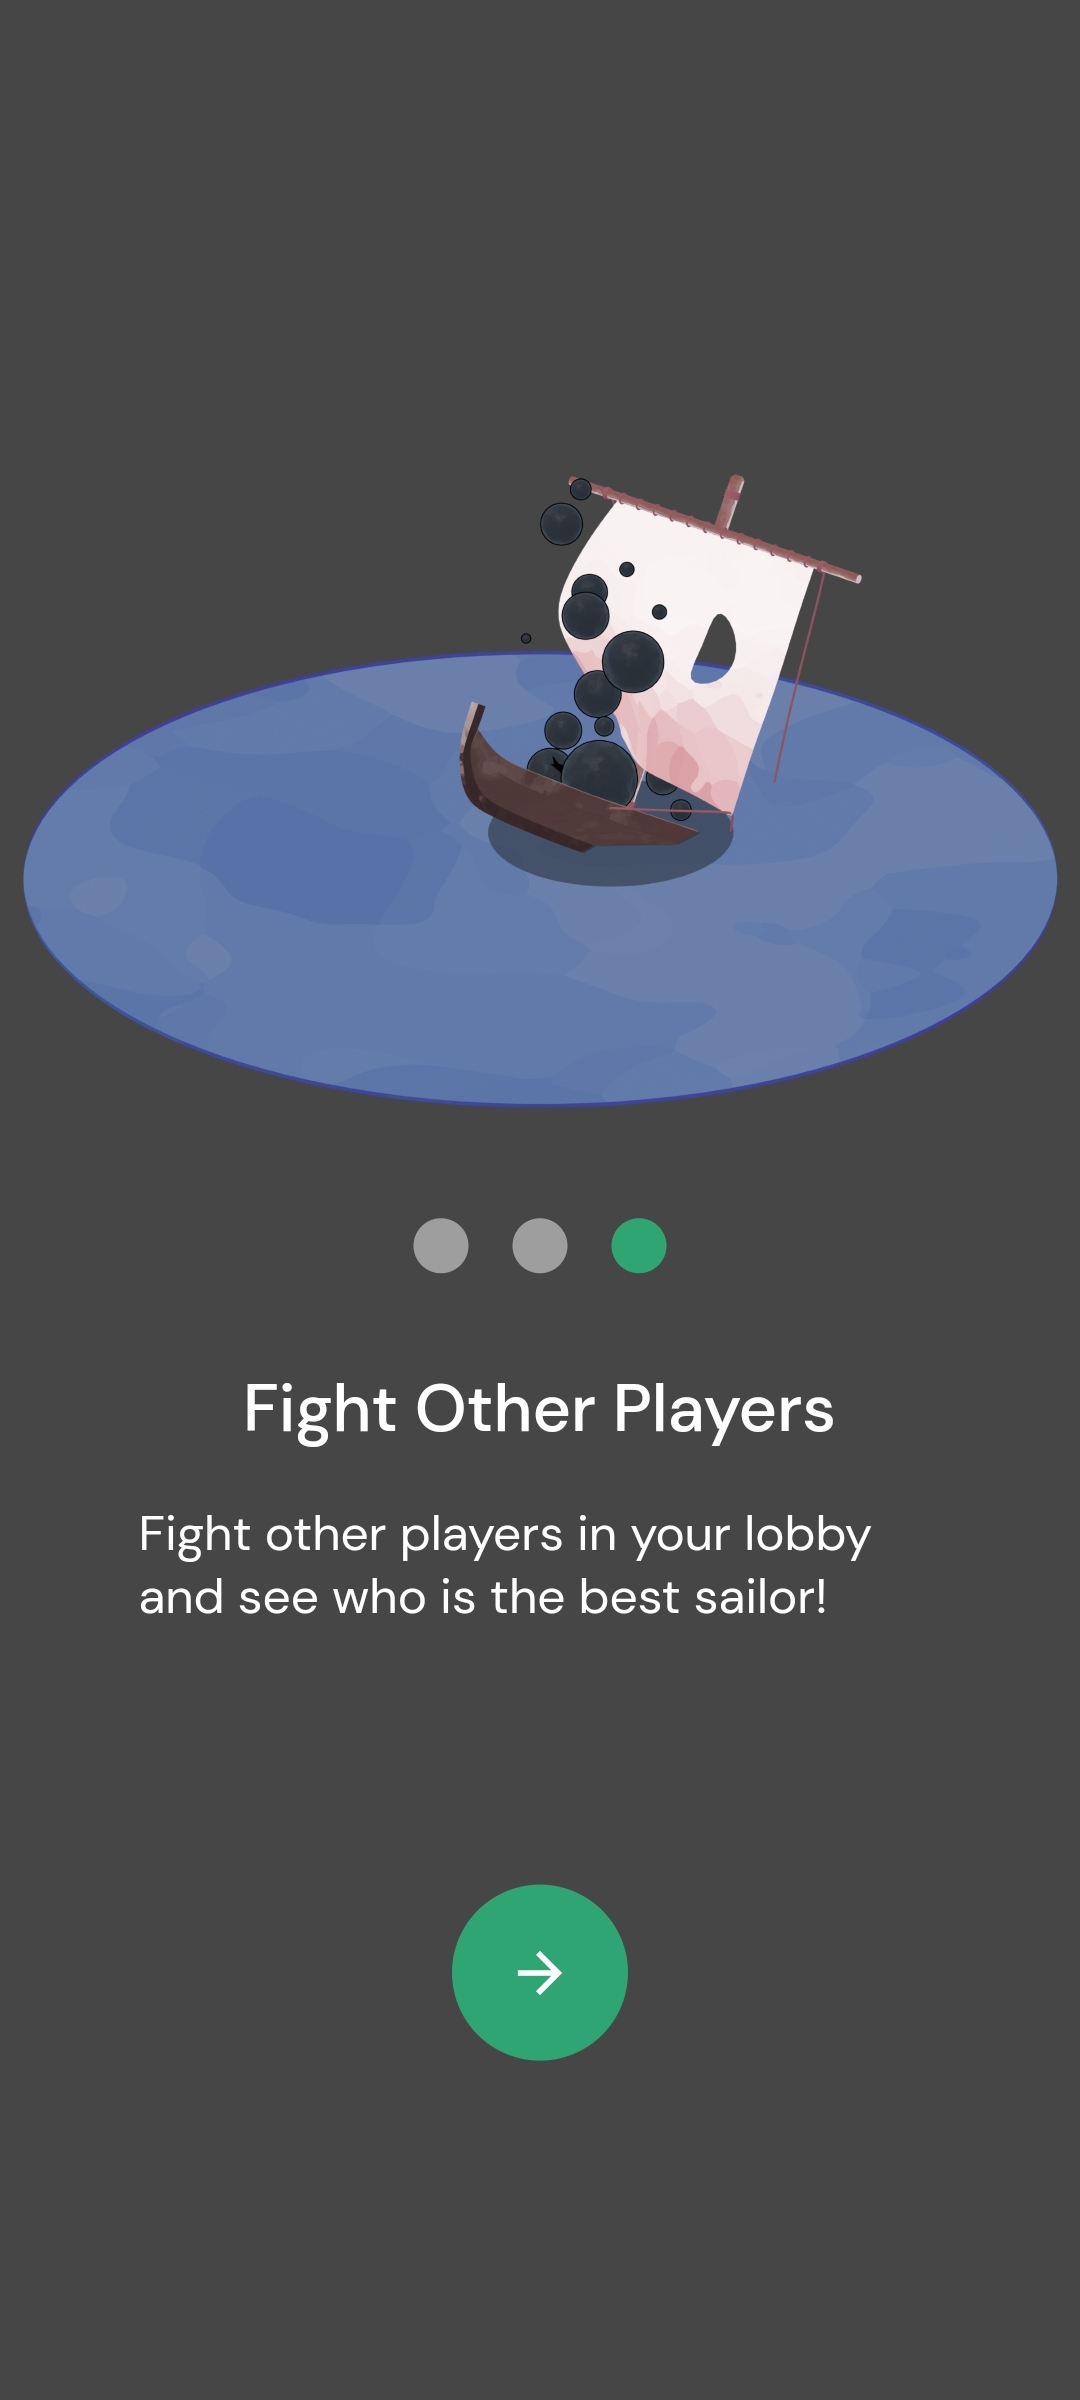 Fight Other Players
Fight other players in your lobby
and see who is the best sailor!